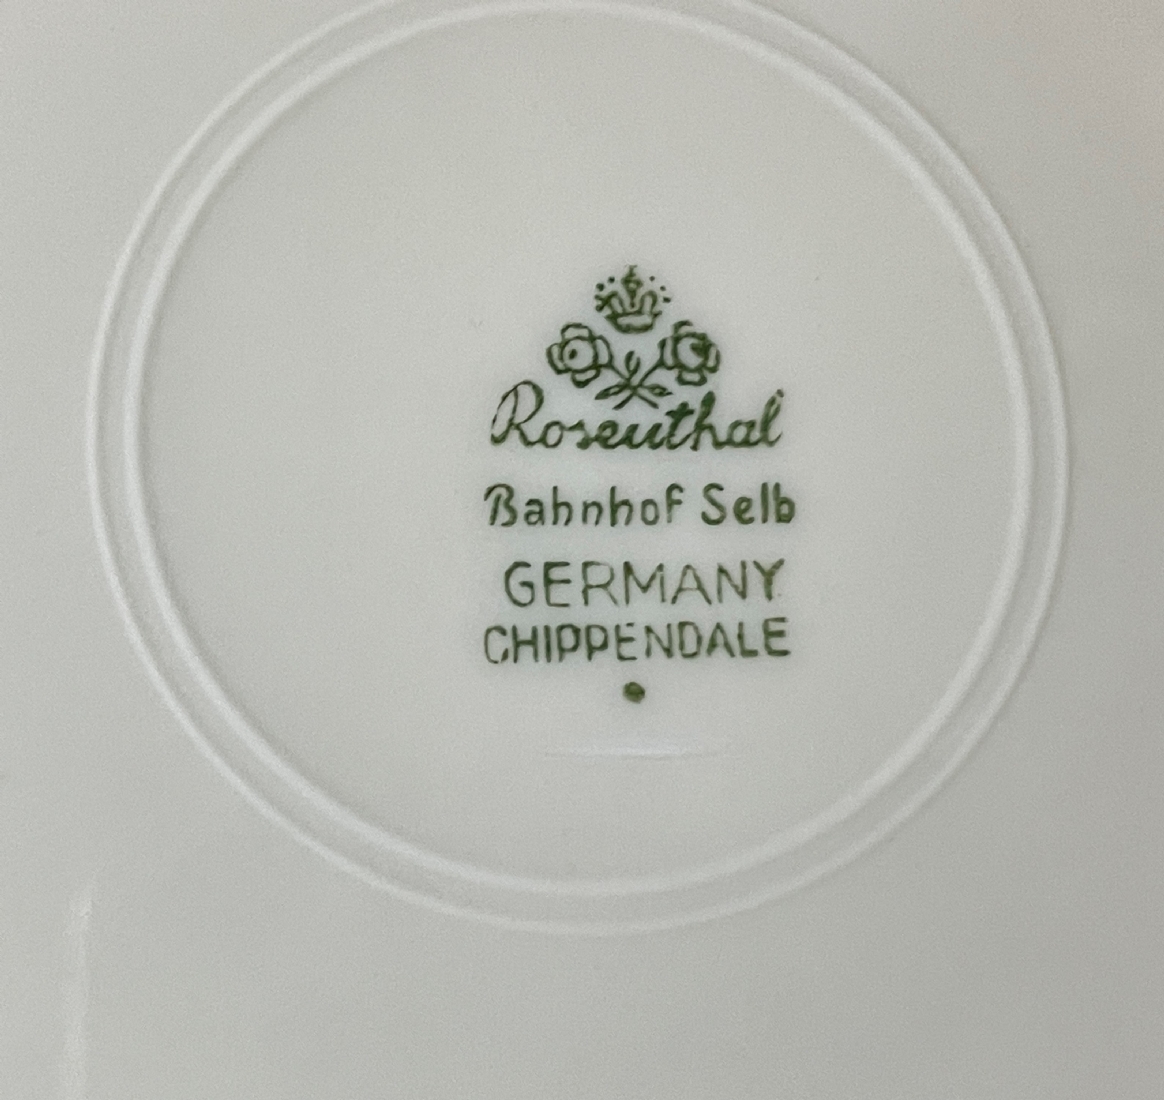 Rosenthal
Bahnhof Selb
GERMANY
CHIPPENDALE